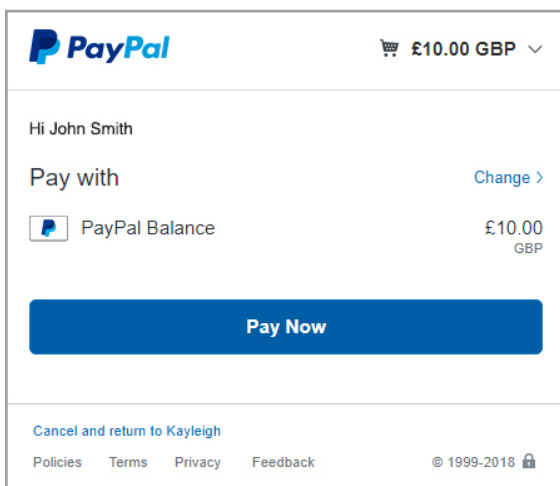 PayPal £10.00 GBP
Hi John Smith
Pay with Change >
PayPal Balance £10.00
GBP
Pay Now
Cancel and return to Kayleigh
Policies Terms Privacy Feedback © 1999-2018